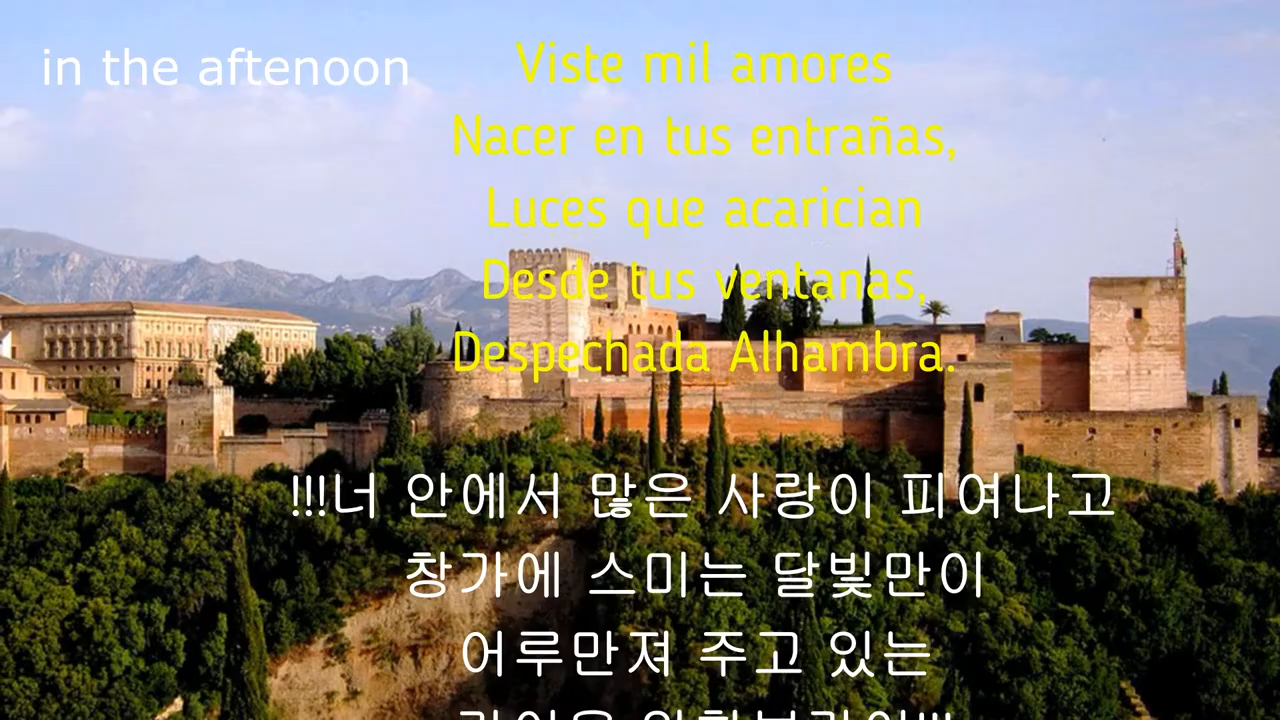 in the aftenoon
Viste mil amores
Nacer en tus entrañas,
Luces que acarician
Desde tus ventanas,
Despechada Alhambra.
!!!너 안에서 많은 사랑이 피여나고
창가에 스미는 달빛만이
어루만져 주고 있는